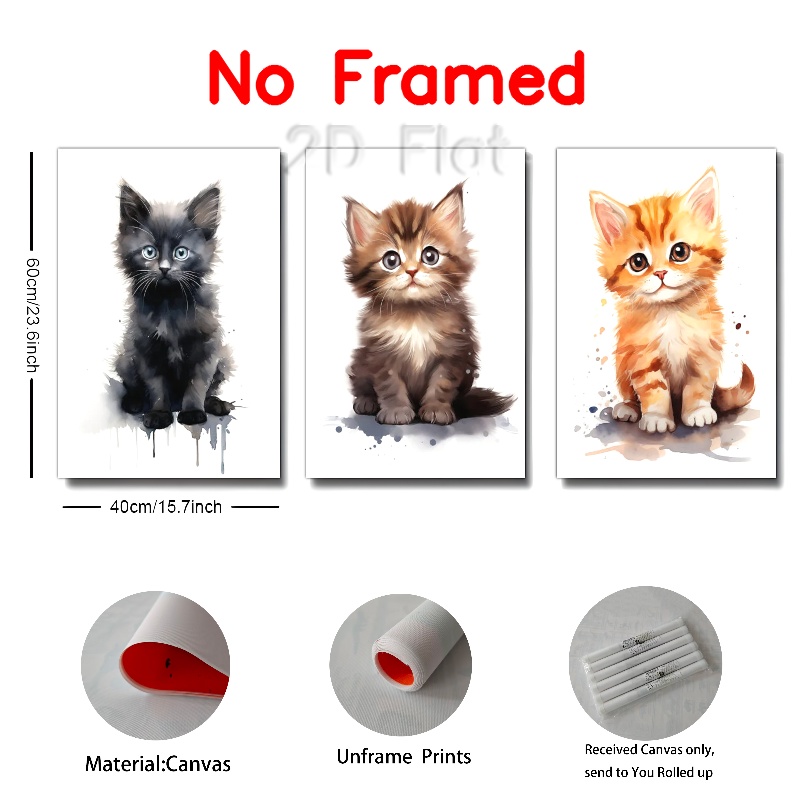 No Framed
2D Flat
60cm/23.6inch
40cm/15.7inch
Material:Canvas
Unframe Prints
Received Canvas only,
send to You Rolled up